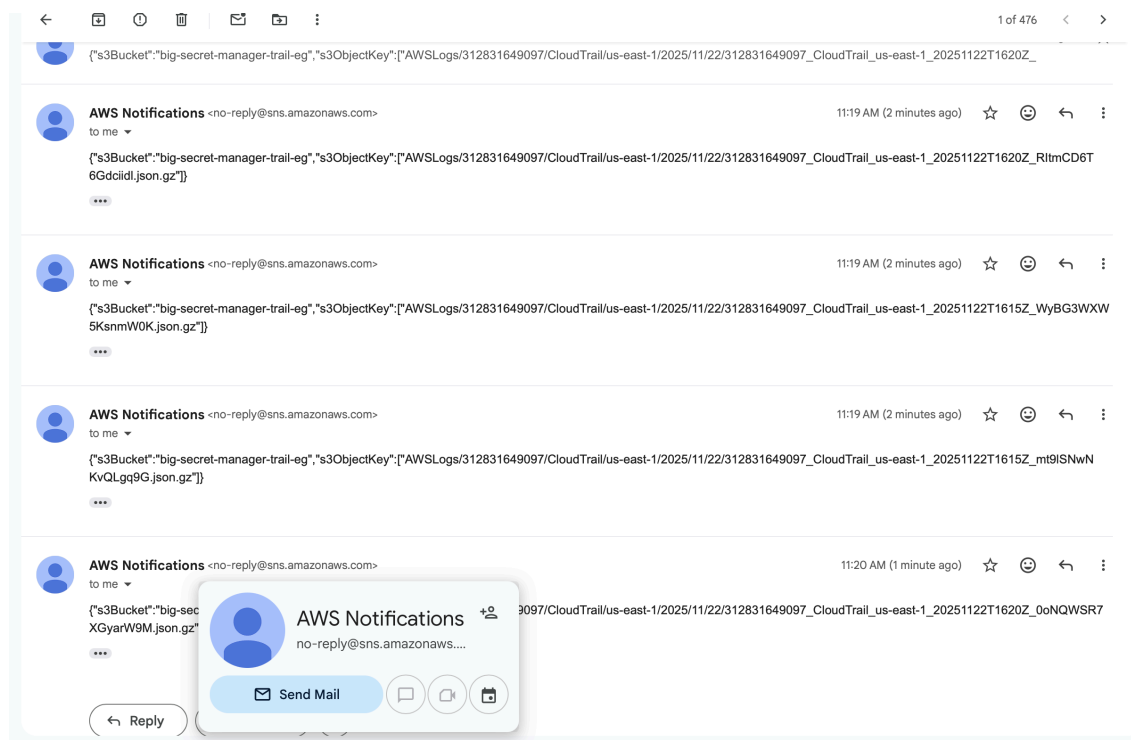 1 of 476
{"s3Bucket":"big-secret-manager-trail-eg","s3ObjectKey":["AWSLogs/312831649097/CloudTrail/us-east-1/2025/11/22/312831649097_CloudTrail_us-east-1_20251122T1620Z_
AWS Notifications <no-reply@sns.amazonaws.com> 11:19 AM (2 minutes ago)
to me
{"s3Bucket":"big-secret-manager-trail-eg","s3ObjectKey":["AWSLogs/312831649097/CloudTrail/us-east-1/2025/11/22/312831649097_CloudTrail_us-east-1_20251122T1620Z_RItmCD6T
6Gdciidl.json.gz"]}
AWS Notifications <no-reply@sns.amazonaws.com> 11:19 AM (2 minutes ago)
to me
{"s3Bucket":"big-secret-manager-trail-eg","s3ObjectKey":["AWSLogs/312831649097/CloudTrail/us-east-1/2025/11/22/312831649097_CloudTrail_us-east-1_20251122T1615Z_WyBG3WXW
5KsnmW0K.json.gz"]}
AWS Notifications <no-reply@sns.amazonaws.com> 11:19 AM (2 minutes ago)
to me
{"s3Bucket":"big-secret-manager-trail-eg","s3ObjectKey":["AWSLogs/312831649097/CloudTrail/us-east-1/2025/11/22/312831649097_CloudTrail_us-east-1_20251122T1615Z_mt9lSNwN
KvQLgq9G.json.gz"]}
AWS Notifications <no-reply@sns.amazonaws.com> 11:20 AM (1 minute ago)
to me
{"s3Bucket":"big-sec 9097/CloudTrail/us-east-1/2025/11/22/312831649097_CloudTrail_us-east-1_20251122T1620Z_0oNQWSR7
XGyarW9M.json.gz"
AWS Notifications
no-reply@sns.amazonaws....
Send Mail
Reply